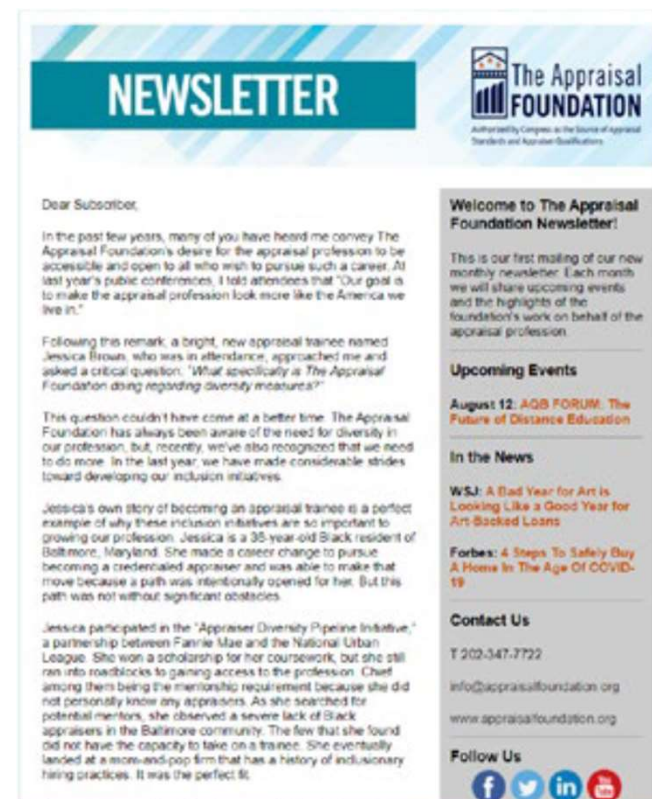 NEWSLETTER
The Appraisal
FOUNDATION
Authorized by Congress as the Source of Appraisal
Standards and Appraiser Qualifications
Dear Subscriber,
In the past few years, many of you have heard me convey The
Appraisal Foundation's desire for the appraisal profession to be
accessible and open to all who wish to pursue such a career. At
last year's public conferences, I told attendees that "Our goal is
to make the appraisal profession look more like the America we
live in."
Following this remark, a bright, new appraisal trainee named
Jessica Brown, who was in attendance, approached me and
asked a critical question: "What specifically is The Appraisal
Foundation doing regarding diversity measures?"
This question couldn't have come at a better time. The Appraisal
Foundation has always been aware of the need for diversity in
our profession, but, recently, we've also recognized that we need
to do more. In the last year, we have made considerable strides
toward developing our inclusion initiatives.
Jessica's own story of becoming an appraisal trainee is a perfect
example of why these inclusion initiatives are so important to
growing our profession. Jessica is a 36-year-old Black resident of
Baltimore, Maryland. She made a career change to pursue
becoming a credentialed appraiser and was able to make that
move because a path was intentionally opened for her. But this
path was not without significant obstacles.
Jessica participated in the "Appraiser Diversity Pipeline Initiative,"
a partnership between Fannie Mae and the National Urban
League. She won a scholarship for her coursework, but she still
ran into roadblocks to gaining access to the profession. Chief
among them being the mentorship requirement because she did
not personally know any appraisers. As she searched for
potential mentors, she observed a severe lack of Black
appraisers in the Baltimore community. The few that she found
did not have the capacity to take on a trainee. She eventually
landed at a mom-and-pop firm that has a history of inclusionary
hiring practices. It was the perfect fit.
Welcome to The Appraisal
Foundation Newsletter!
This is our first mailing of our new
monthly newsletter. Each month
we will share upcoming events
and the highlights of the
foundation's work on behalf of the
appraisal profession.
Upcoming Events
August 12: AQB FORUM: The
Future of Distance Education
In the News
WSJ: A Bad Year for Art is
Looking Like a Good Year for
Art-Backed Loans
Forbes: 4 Steps To Safely Buy
A Home In The Age Of COVID-
19
Contact Us
T 202-347-7722
info@appraisalfoundation.org
www.appraisalfoundation.org
Follow Us